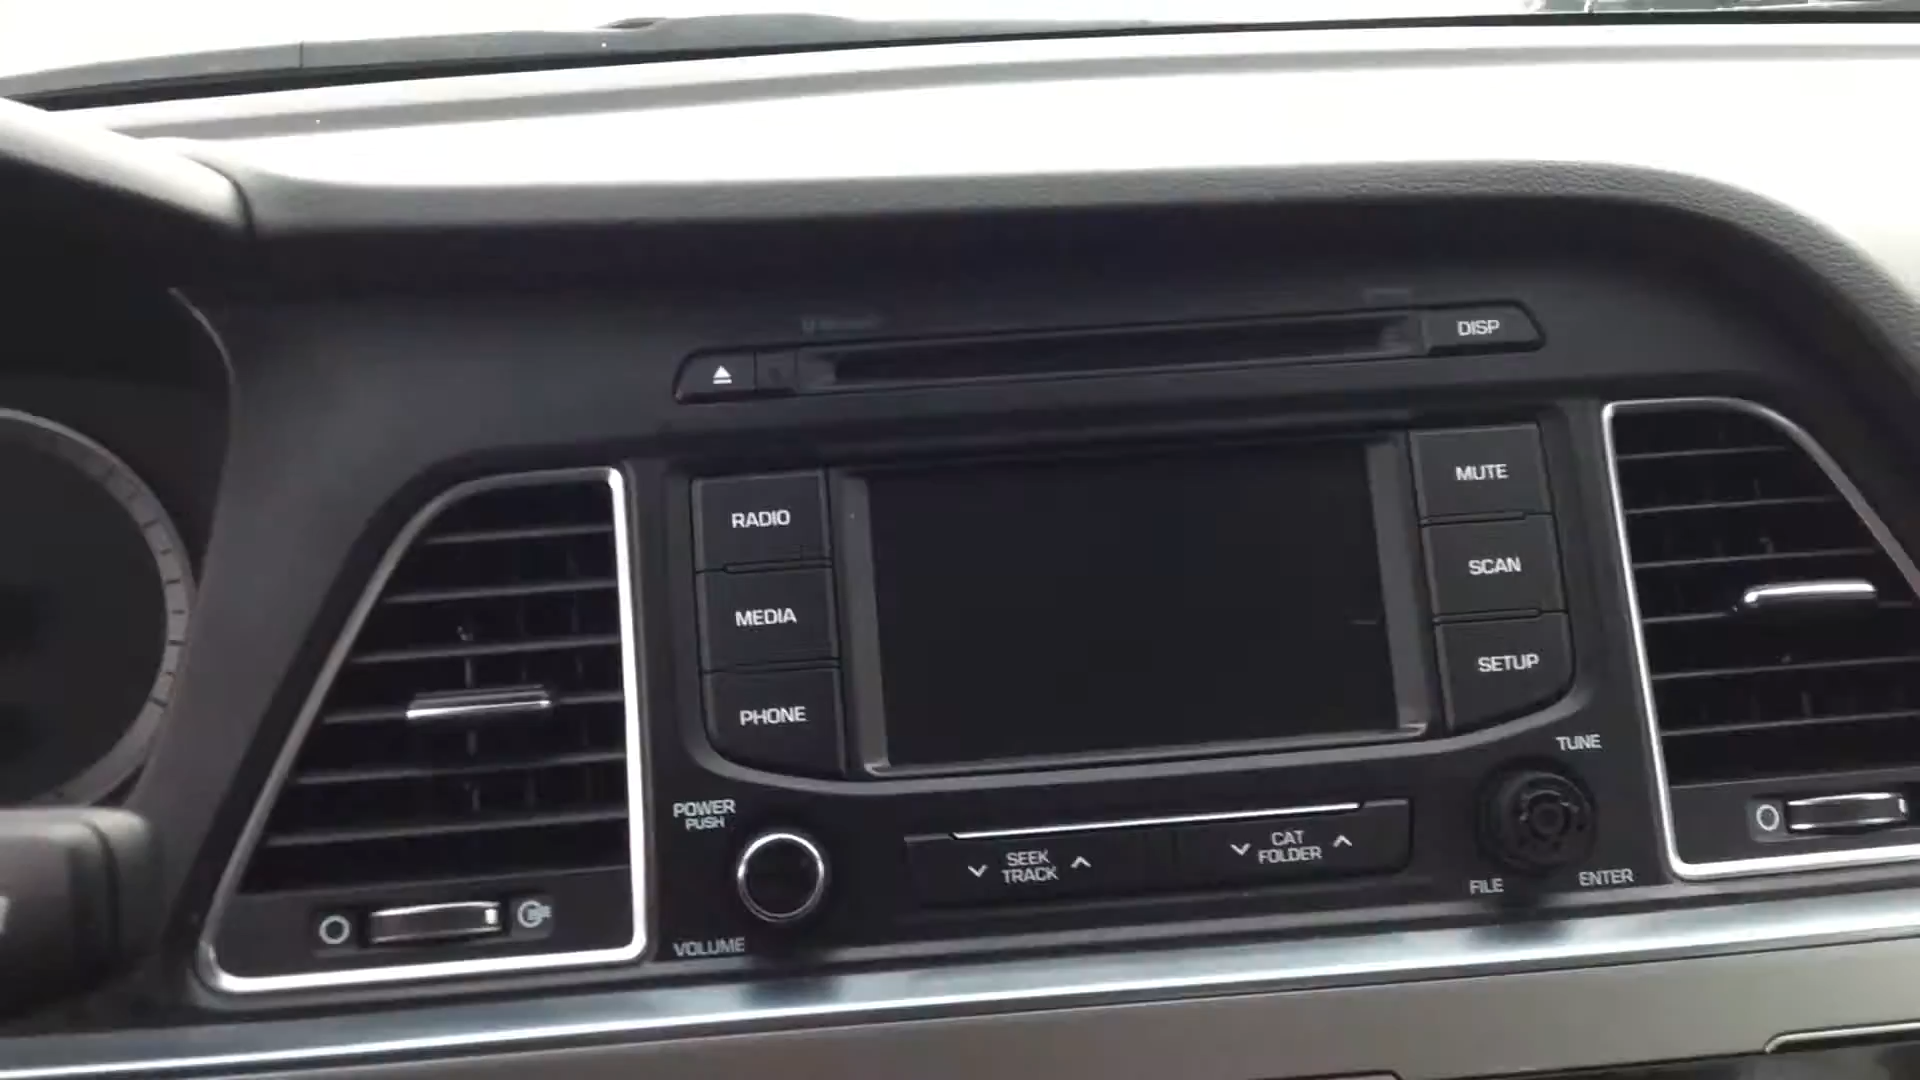 DISP
RADIO
MEDIA
PHONE
MUTE
SCAN
SETUP
POWER
PUSH
VOLUME
SEEK
TRACK
CAT
FOLDER
TUNE
FILE
ENTER